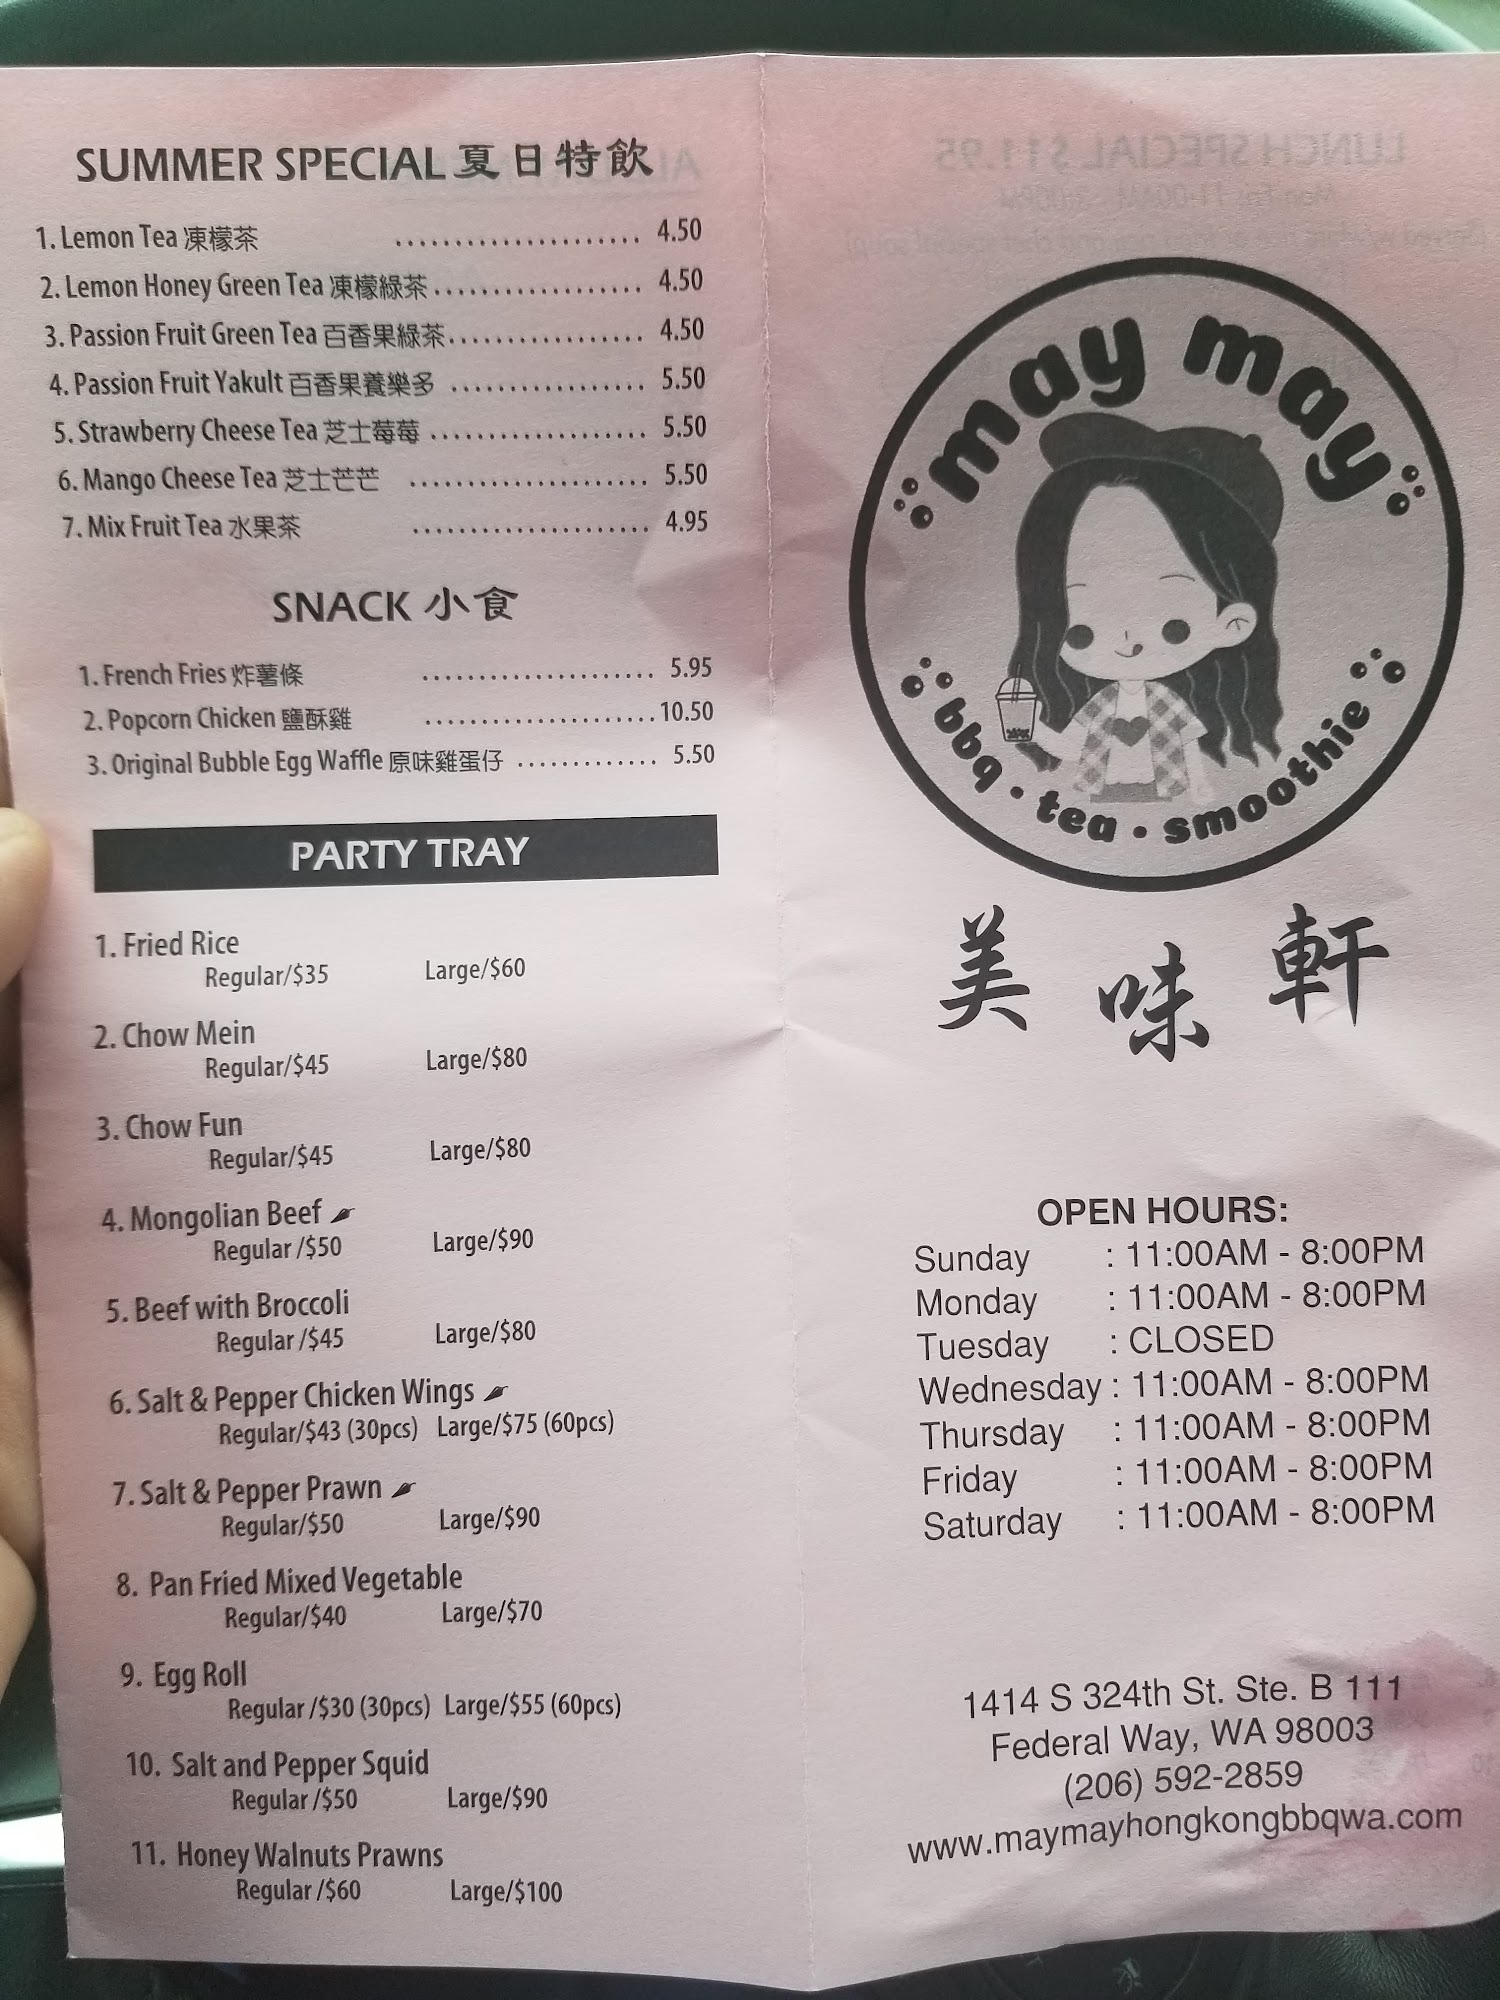 SUMMER SPECIAL 夏日特飲
1. Lemon Tea 凍檬茶 ..................... 4.50
2. Lemon Honey Green Tea 凍檬綠茶.................. 4.50
3. Passion Fruit Green Tea 百香果綠茶................. 4.50
4. Passion Fruit Yakult 百香果養樂多 ................. 5.50
5. Strawberry Cheese Tea 芝士莓莓 ................... 5.50
6. Mango Cheese Tea 芝士芒芒 ..................... 5.50
7. Mix Fruit Tea 水果茶 ..................... 4.95
SNACK 小食
1. French Fries 炸薯條 .................... 5.95
2. Popcorn Chicken 鹽酥雞 .................... 10.50
3. Original Bubble Egg Waffle 原味雞蛋仔 ............ 5.50
PARTY TRAY
1. Fried Rice
Regular/$35 Large/$60
2. Chow Mein
Regular/$45 Large/$80
3. Chow Fun
Regular/$45 Large/$80
4. Mongolian Beef
Regular /$50 Large/$90
5. Beef with Broccoli
Regular /$45 Large/$80
6. Salt & Pepper Chicken Wings
Regular/$43 (30pcs) Large/$75 (60pcs)
7. Salt & Pepper Prawn
Regular/$50 Large/$90
8. Pan Fried Mixed Vegetable
Regular/$40 Large/$70
9. Egg Roll
Regular /$30 (30pcs) Large/$55 (60pcs)
10. Salt and Pepper Squid
Regular /$50 Large/$90
11. Honey Walnuts Prawns
Regular /$60 Large/$100
may may
bbq · tea · smoothie
美味軒
OPEN HOURS:
Sunday : 11:00AM - 8:00PM
Monday : 11:00AM - 8:00PM
Tuesday : CLOSED
Wednesday : 11:00AM - 8:00PM
Thursday : 11:00AM - 8:00PM
Friday : 11:00AM - 8:00PM
Saturday : 11:00AM - 8:00PM
1414 S 324th St. Ste. B 111
Federal Way, WA 98003
(206) 592-2859
www.maymayhongkongbbqwa.com